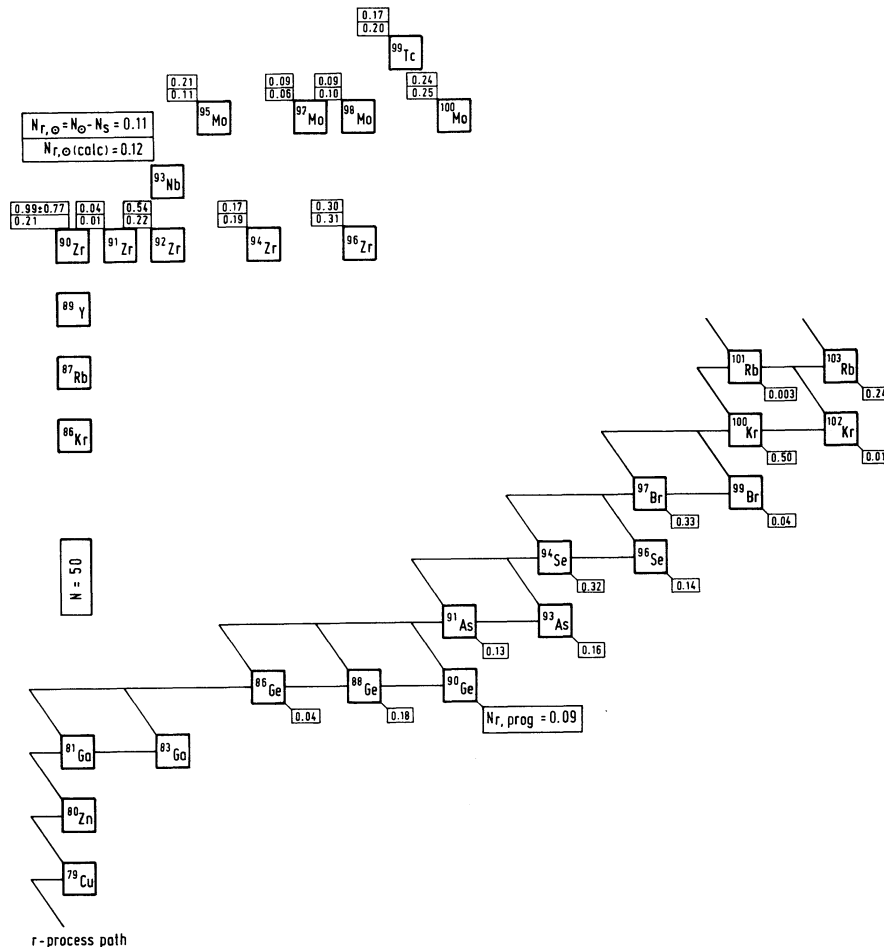 0.17
0.20
⁹⁹Tc
0.21
0.11
0.09
0.06
0.09
0.10
0.24
0.25
⁹⁵Mo
⁹⁷Mo
⁹⁸Mo
¹⁰⁰Mo
Nr,⊙=N⊙-Ns=0.11
Nr,⊙(calc)=0.12
⁹³Nb
0.99±0.77
0.21
0.04
0.01
0.54
0.22
0.17
0.19
0.30
0.31
⁹⁰Zr
⁹¹Zr
⁹²Zr
⁹⁴Zr
⁹⁶Zr
⁸⁹Y
⁸⁷Rb
¹⁰¹Rb
¹⁰³Rb
0.003
0.24
⁸⁶Kr
¹⁰⁰Kr
¹⁰²Kr
0.50
0.01
⁹⁷Br
⁹⁹Br
0.33
0.04
N = 50
⁹⁴Se
⁹⁶Se
0.32
0.14
⁹¹As
⁹³As
0.13
0.16
⁸⁶Ge
⁸⁸Ge
⁹⁰Ge
0.04
0.18
Nr, prog = 0.09
⁸¹Ga
⁸³Ga
⁸⁰Zn
⁷⁹Cu
r-process path